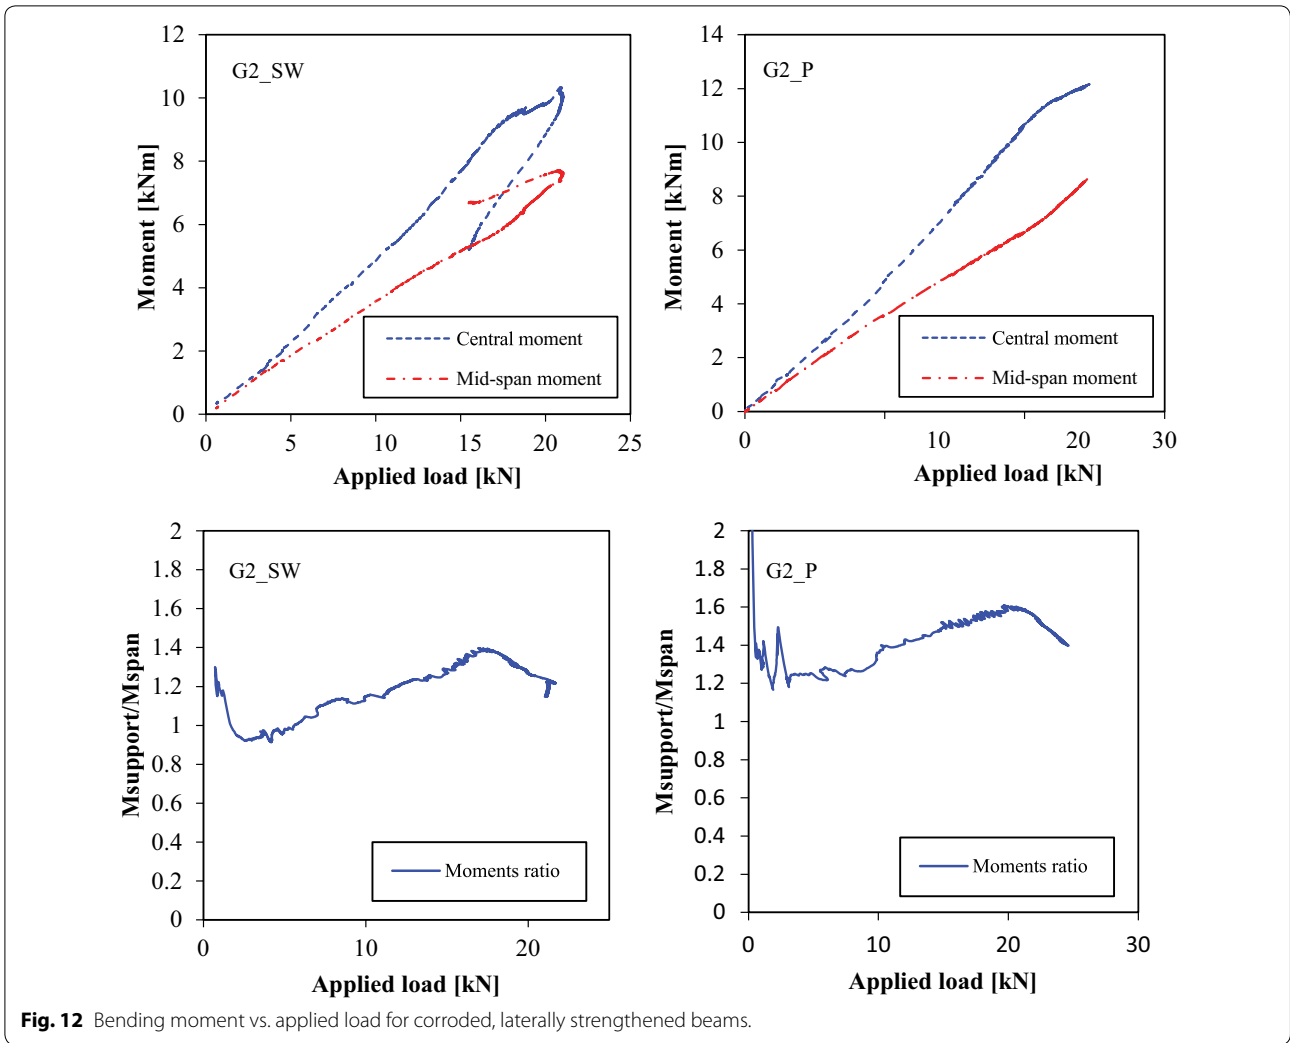 12
10
8
6
4
2
0
Moment [kNm]
G2_SW
Central moment
Mid-span moment
0 5 10 15 20 25
Applied load [kN]
14
12
10
8
6
4
2
0
Moment [kNm]
G2_P
Central moment
Mid-span moment
0 10 20 30
Applied load [kN]
2
1.8
1.6
1.4
1.2
1
0.8
0.6
0.4
0.2
0
Msupport/Mspan
G2_SW
Moments ratio
0 10 20
Applied load [kN]
2
1.8
1.6
1.4
1.2
1
0.8
0.6
0.4
0.2
0
Msupport/Mspan
G2_P
Moments ratio
0 10 20 30
Applied load [kN]
Fig. 12 Bending moment vs. applied load for corroded, laterally strengthened beams.